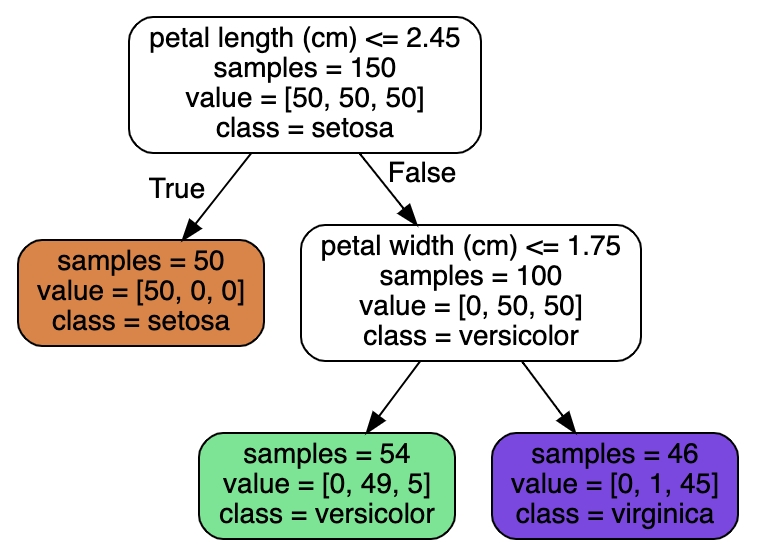 petal length (cm) <= 2.45
samples = 150
value = [50, 50, 50]
class = setosa
True
False
samples = 50
value = [50, 0, 0]
class = setosa
petal width (cm) <= 1.75
samples = 100
value = [0, 50, 50]
class = versicolor
samples = 54
value = [0, 49, 5]
class = versicolor
samples = 46
value = [0, 1, 45]
class = virginica